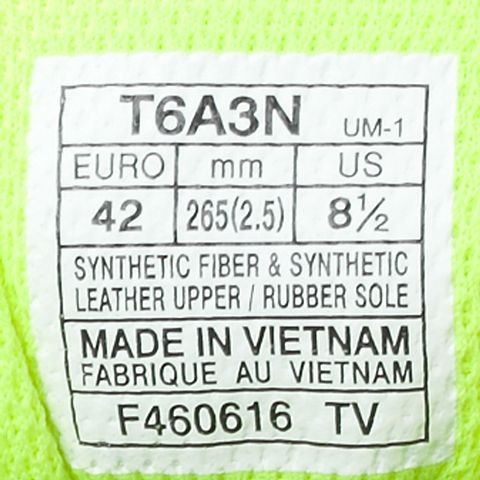 T6A3N UM-1
EURO mm US
42 265(2.5) 8½
SYNTHETIC FIBER & SYNTHETIC
LEATHER UPPER / RUBBER SOLE
MADE IN VIETNAM
FABRIQUE AU VIETNAM
F460616 TV